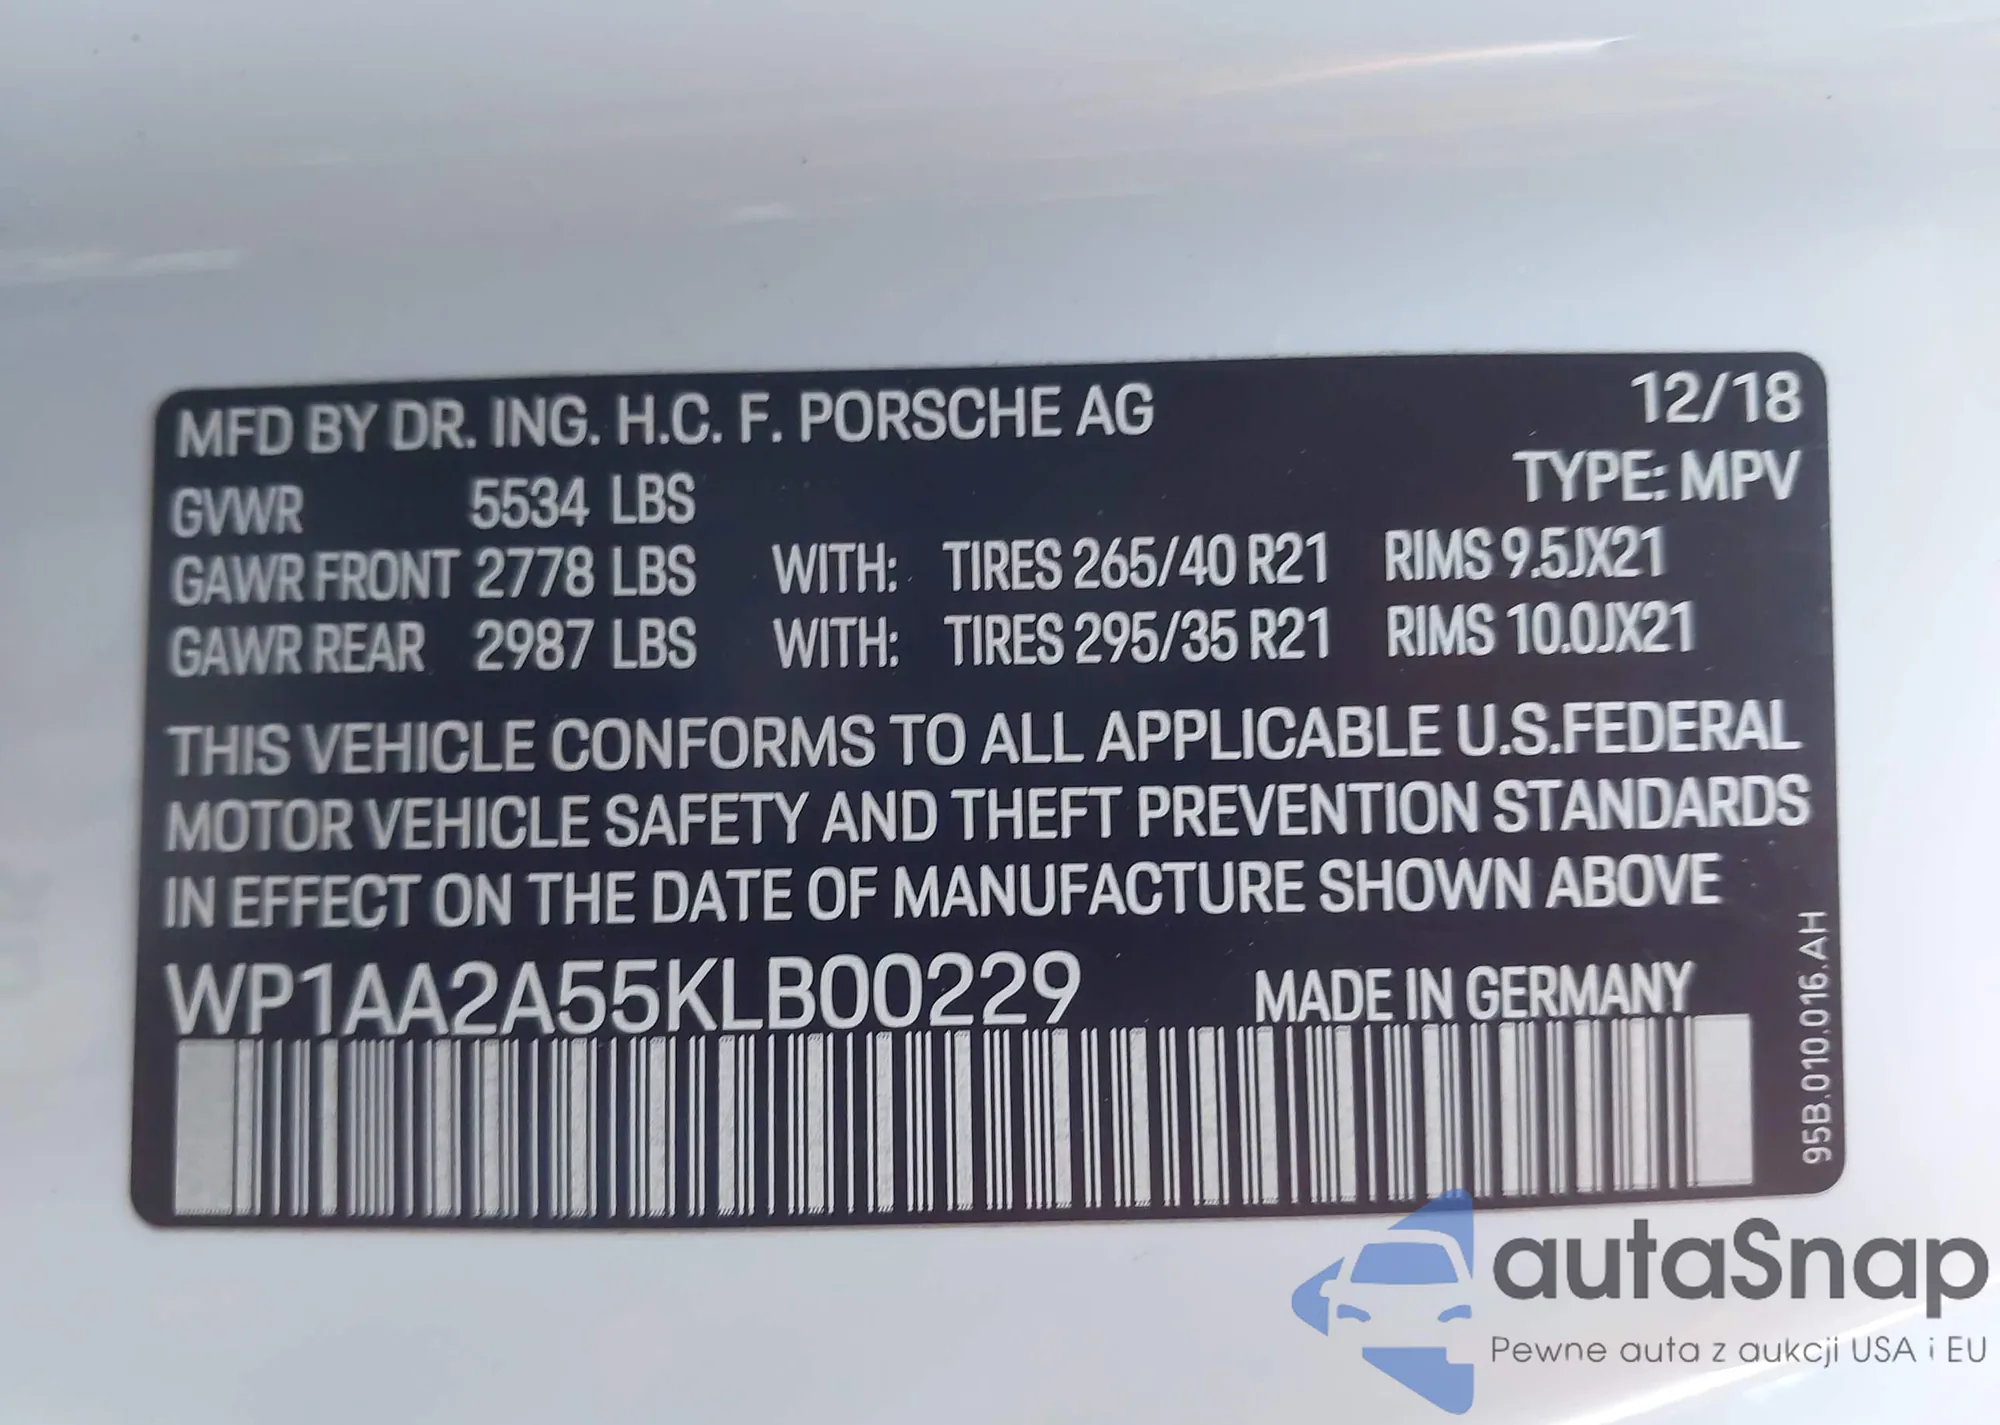 MFD BY DR. ING. H.C. F. PORSCHE AG 12/18
TYPE: MPV
GVWR 5534 LBS
GAWR FRONT 2778 LBS WITH: TIRES 265/40 R21 RIMS 9.5JX21
GAWR REAR 2987 LBS WITH: TIRES 295/35 R21 RIMS 10.0JX21
THIS VEHICLE CONFORMS TO ALL APPLICABLE U.S.FEDERAL
MOTOR VEHICLE SAFETY AND THEFT PREVENTION STANDARDS
IN EFFECT ON THE DATE OF MANUFACTURE SHOWN ABOVE
WP1AA2A55KLB00229 MADE IN GERMANY
95B.010.016.AH
autaSnap
Pewne auta z aukcji USA i EU